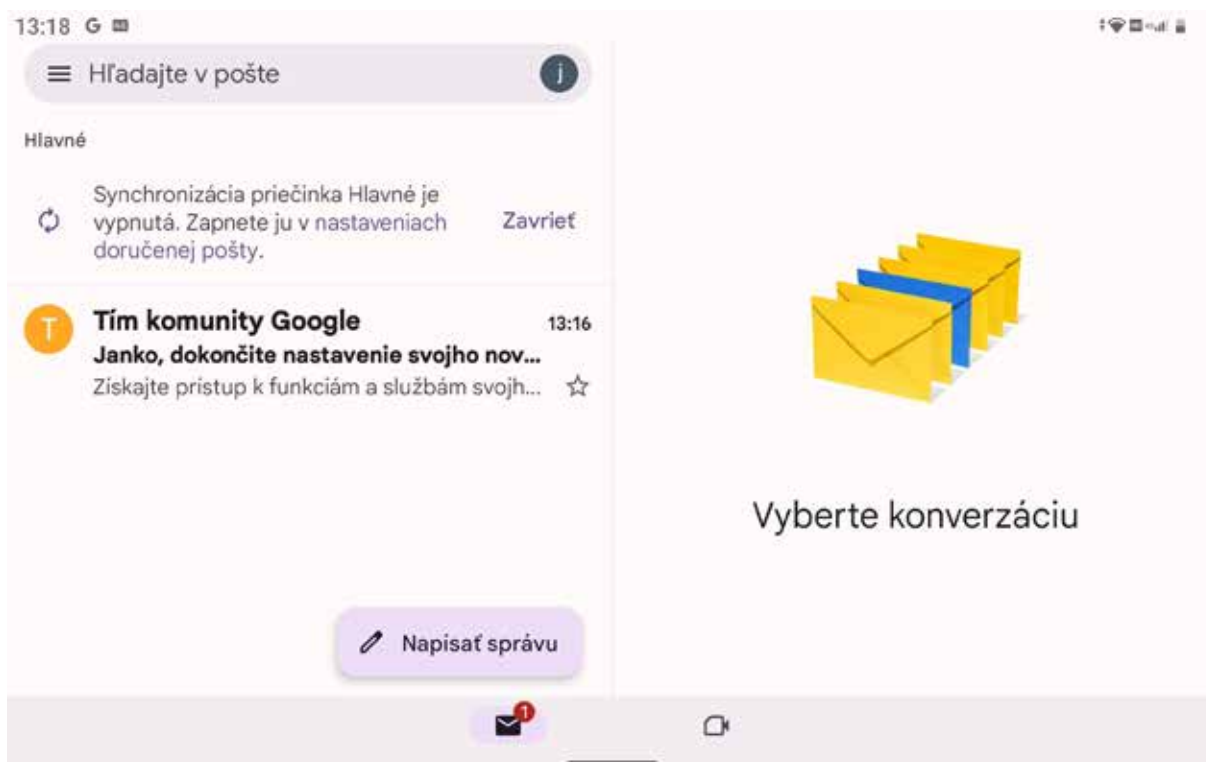 13:18 G
Hľadajte v pošte
j
Hlavné
Synchronizácia priečinka Hlavné je
vypnutá. Zapnete ju v nastaveniach
doručenej pošty.
Zavrieť
T
Tím komunity Google
13:16
Janko, dokončite nastavenie svojho nov...
Získajte prístup k funkciám a službám svojh...
Vyberte konverzáciu
Napísať správu
1